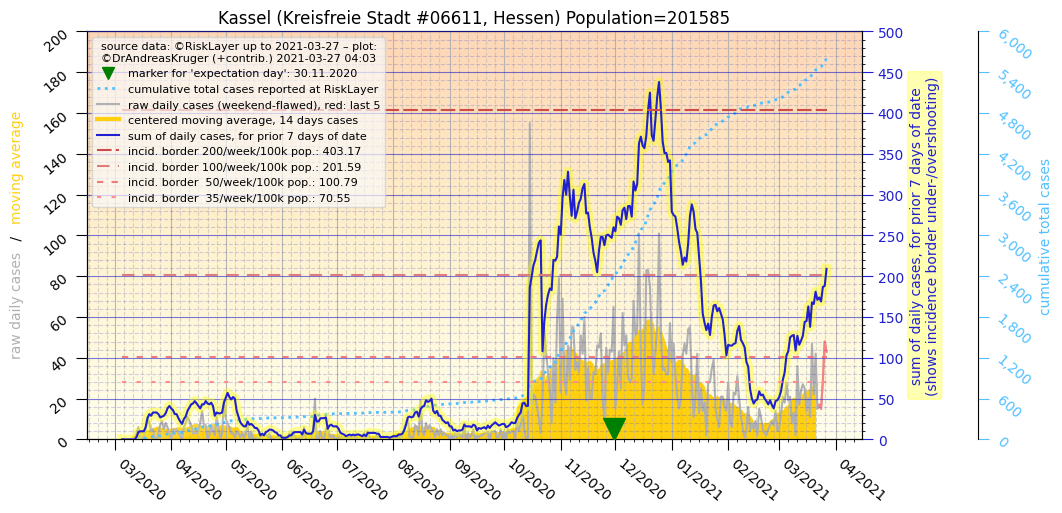 Kassel (Kreisfreie Stadt #06611, Hessen) Population=201585
source data: ©RiskLayer up to 2021-03-27 – plot:
©DrAndreasKruger (+contrib.) 2021-03-27 04:03
marker for 'expectation day': 30.11.2020
cumulative total cases reported at RiskLayer
raw daily cases (weekend-flawed), red: last 5
centered moving average, 14 days cases
sum of daily cases, for prior 7 days of date
incid. border 200/week/100k pop.: 403.17
incid. border 100/week/100k pop.: 201.59
incid. border  50/week/100k pop.: 100.79
incid. border  35/week/100k pop.: 70.55
raw daily cases / moving average
200
180
160
140
120
100
80
60
40
20
0
03/2020
04/2020
05/2020
06/2020
07/2020
08/2020
09/2020
10/2020
11/2020
12/2020
01/2021
02/2021
03/2021
04/2021
500
450
400
350
300
250
200
150
100
50
0
sum of daily cases, for prior 7 days of date
(shows incidence border under-/overshooting)
6,000
5,400
4,800
4,200
3,600
3,000
2,400
1,800
1,200
600
0
cumulative total cases